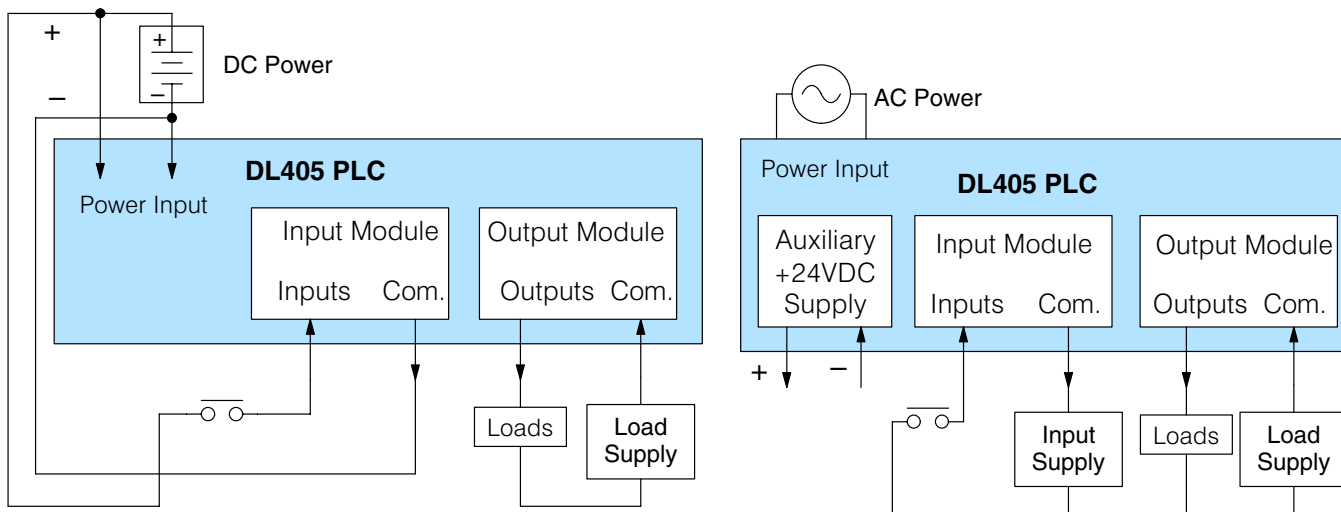 +
–
+
–
DC Power
DL405 PLC
Power Input
Input Module
Inputs Com.
Output Module
Outputs Com.
Loads
Load
Supply
AC Power
Power Input
DL405 PLC
Auxiliary
+24VDC
Supply
+
–
Input Module
Inputs Com.
Output Module
Outputs Com.
Input
Supply
Loads
Load
Supply